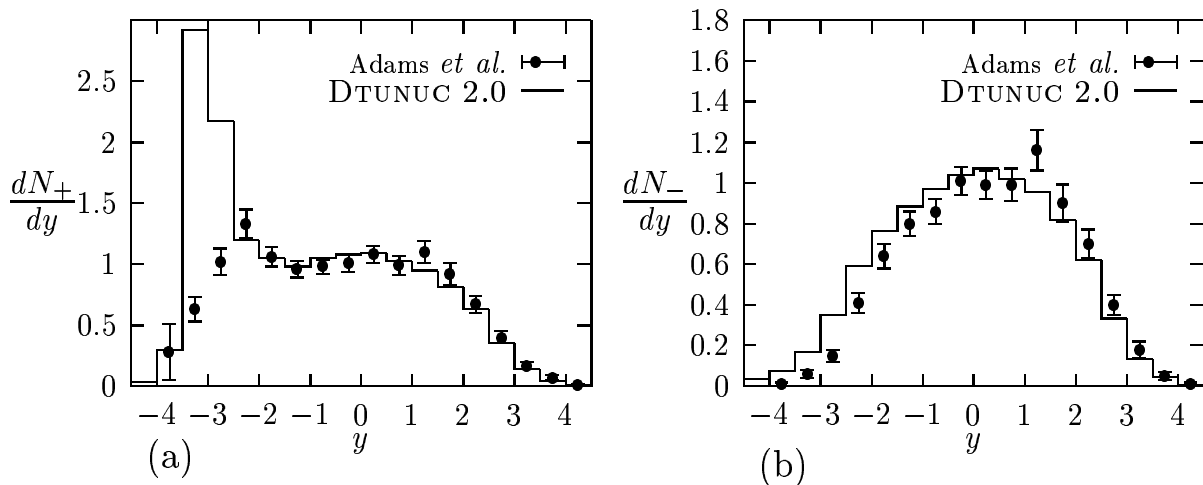 Adams et al.
DTUNUC 2.0
dN+
dy
2.5
2
1.5
1
0.5
0
−4 −3 −2 −1 0 1 2 3 4
y
(a)
Adams et al.
DTUNUC 2.0
dN−
dy
1.8
1.6
1.4
1.2
1
0.8
0.6
0.4
0.2
0
−4 −3 −2 −1 0 1 2 3 4
y
(b)